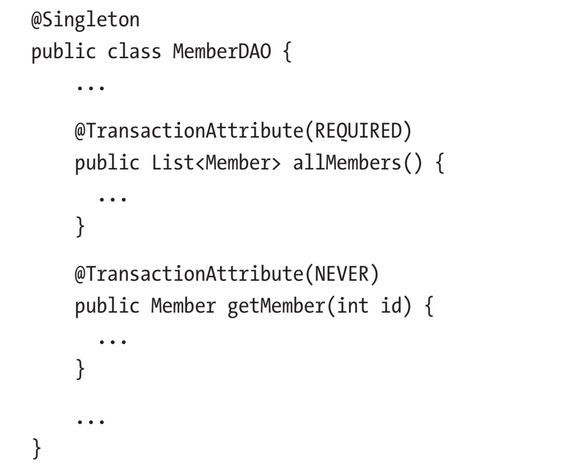 @Singleton
public class MemberDAO {
...
@TransactionAttribute(REQUIRED)
public List<Member> allMembers() {
...
}
@TransactionAttribute(NEVER)
public Member getMember(int id) {
...
}
...
}